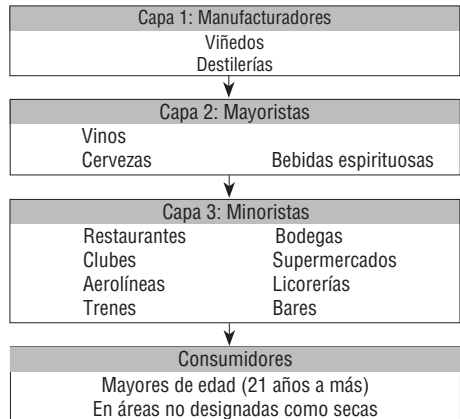 Capa 1: Manufacturadores
Viñedos
Destilerías
Capa 2: Mayoristas
Vinos
Cervezas Bebidas espirituosas
Capa 3: Minoristas
Restaurantes Bodegas
Clubes Supermercados
Aerolíneas Licorerías
Trenes Bares
Consumidores
Mayores de edad (21 años a más)
En áreas no designadas como secas